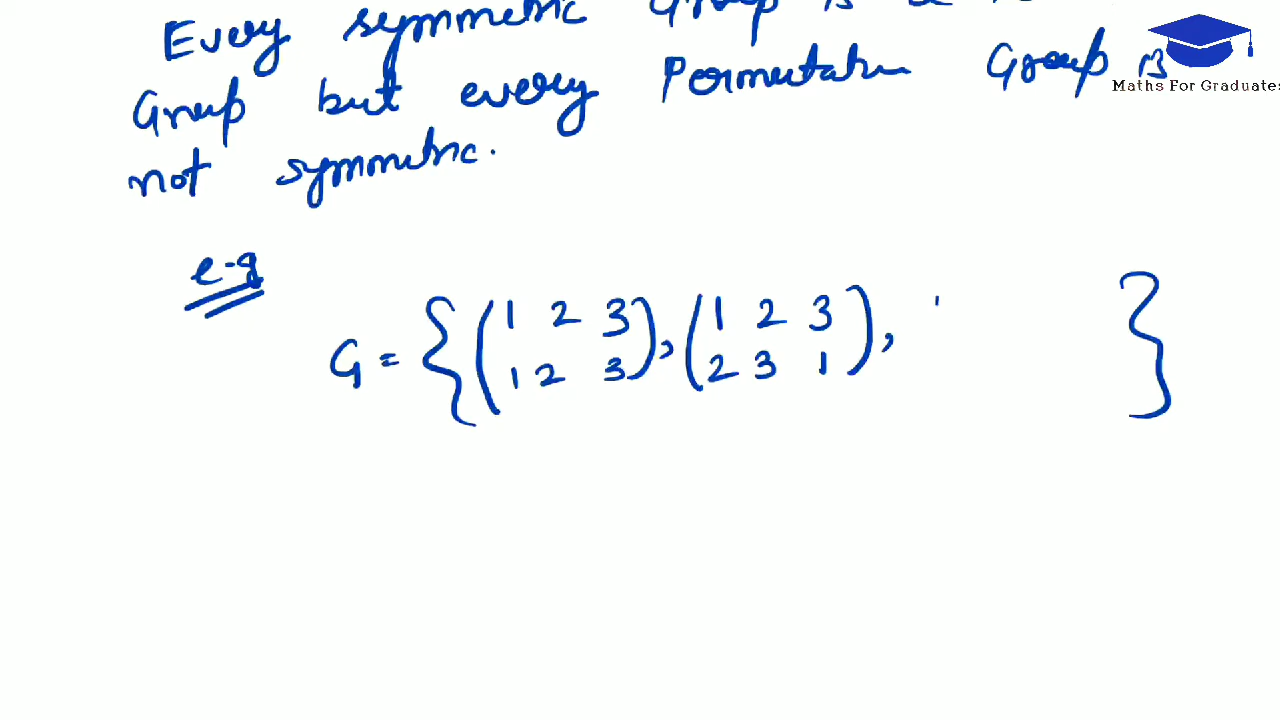 Every symmetric Group is a
Group but every Permutation Group is
not symmetric.
Maths For Graduates
e-g
G = { ( 1 2 3 ), ( 1 2 3 ), }
1 2 3 2 3 1